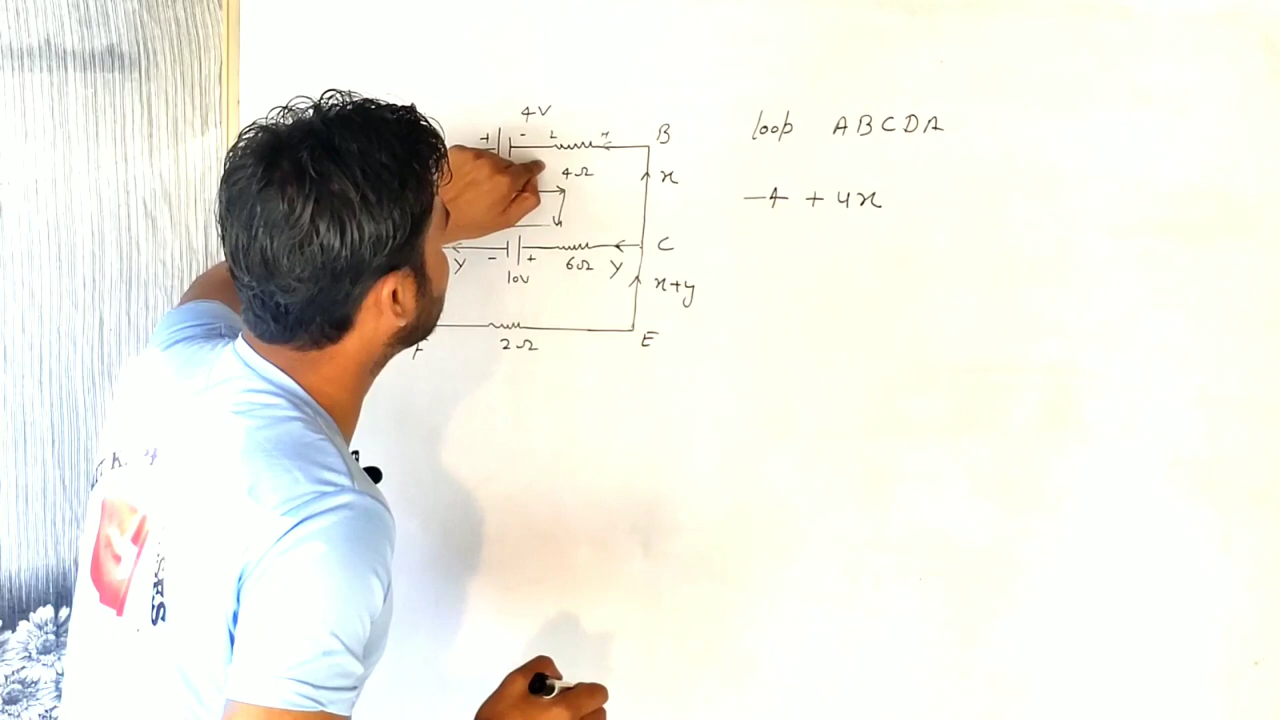 4V
+ - L H B
loop ABCDA
4Ω x
-4 + 4x
C
Y - + 6Ω Y
10V
x+y
F 2Ω E